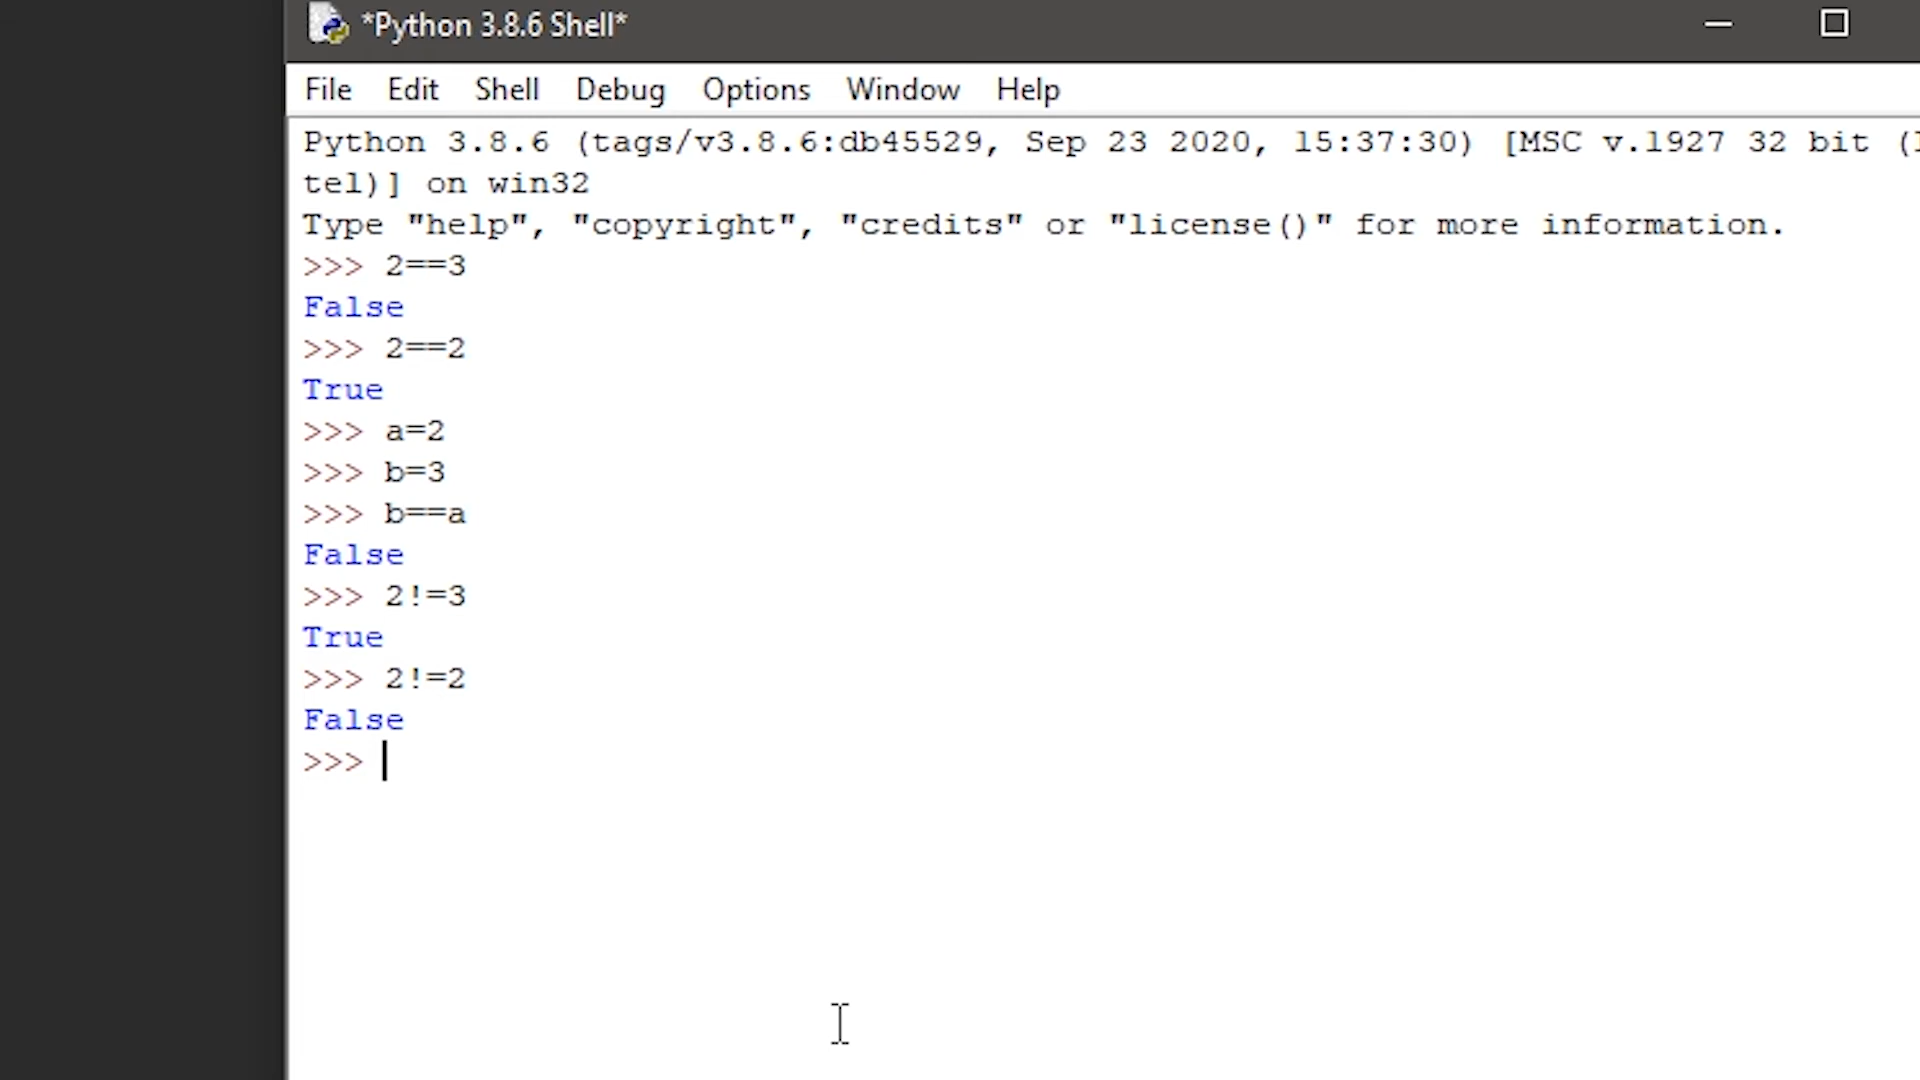 *Python 3.8.6 Shell*
File Edit Shell Debug Options Window Help
Python 3.8.6 (tags/v3.8.6:db45529, Sep 23 2020, 15:37:30) [MSC v.1927 32 bit (
tel)] on win32
Type "help", "copyright", "credits" or "license()" for more information.
>>> 2==3
False
>>> 2==2
True
>>> a=2
>>> b=3
>>> b==a
False
>>> 2!=3
True
>>> 2!=2
False
>>>